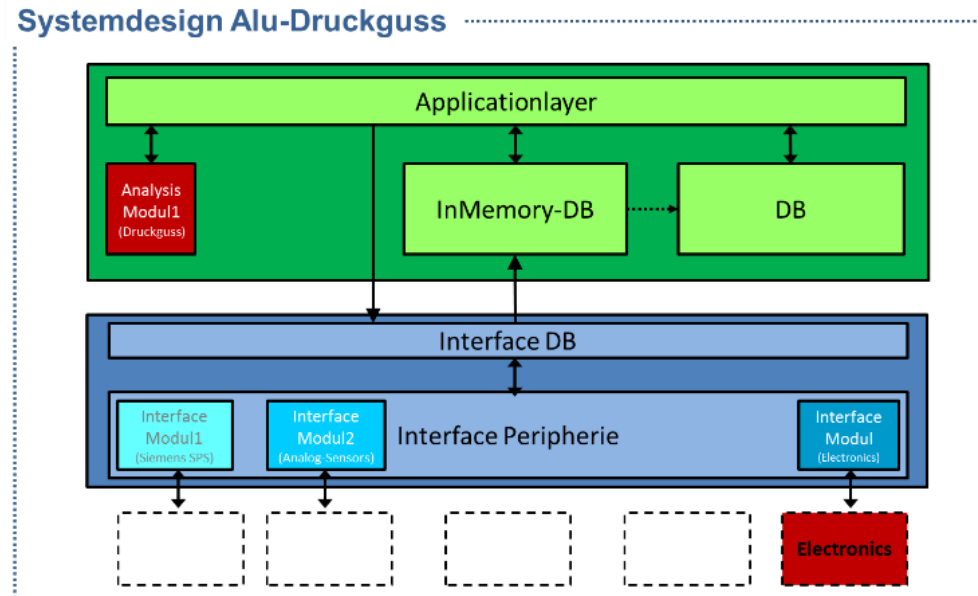 Systemdesign Alu-Druckguss
Applicationlayer
Analysis
Modul1
(Druckguss)
InMemory-DB
DB
Interface DB
Interface
Modul1
(Siemens SPS)
Interface
Modul2
(Analog-Sensors)
Interface Peripherie
Interface
Modul
(Electronics)
Electronics